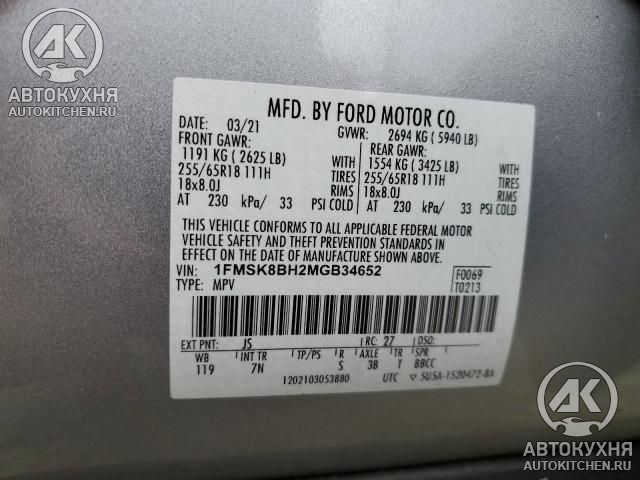 АВТОКУХНЯ
AUTOKITCHEN.RU
MFD. BY FORD MOTOR CO.
DATE: 03/21 GVWR: 2694 KG ( 5940 LB)
FRONT GAWR: REAR GAWR:
1191 KG ( 2625 LB) WITH 1554 KG ( 3425 LB) WITH
255/65R18 111H TIRES 255/65R18 111H TIRES
18x8.0J RIMS 18x8.0J RIMS
AT 230 kPa/ 33 PSI COLD AT 230 kPa/ 33 PSI COLD
THIS VEHICLE CONFORMS TO ALL APPLICABLE FEDERAL MOTOR
VEHICLE SAFETY AND THEFT PREVENTION STANDARDS IN
EFFECT ON THE DATE OF MANUFACTURE SHOWN ABOVE.
VIN: 1FMSK8BH2MGB34652 F0069
TYPE: MPV T0213
EXT PNT: JS RC: 27 DSO:
WB INT TR TP/PS R AXLE TR SPR
119 7N S 3B T BBCC
1202103053880 UTC ▽ 5USA-1520472-BA
АВТОКУХНЯ
AUTOKITCHEN.RU